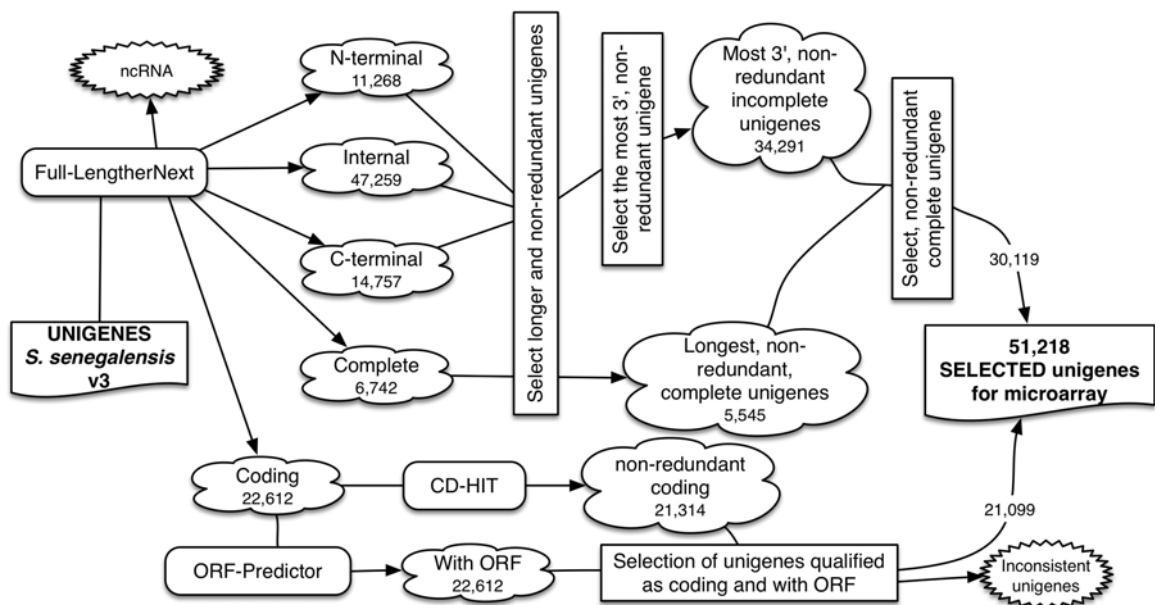 ncRNA
Full-LengtherNext
UNIGENES
S. senegalensis
v3
N-terminal
11,268
Internal
47,259
C-terminal
14,757
Complete
6,742
Select longer and non-redundant unigenes
Select the most 3', non-
redundant unigene
Most 3', non-
redundant
incomplete
unigenes
34,291
Longest, non-
redundant,
complete unigenes
5,545
Select, non-redundant
complete unigene
30,119
51,218
SELECTED unigenes
for microarray
Coding
22,612
CD-HIT
non-redundant
coding
21,314
ORF-Predictor
With ORF
22,612
Selection of unigenes qualified
as coding and with ORF
21,099
Inconsistent
unigenes